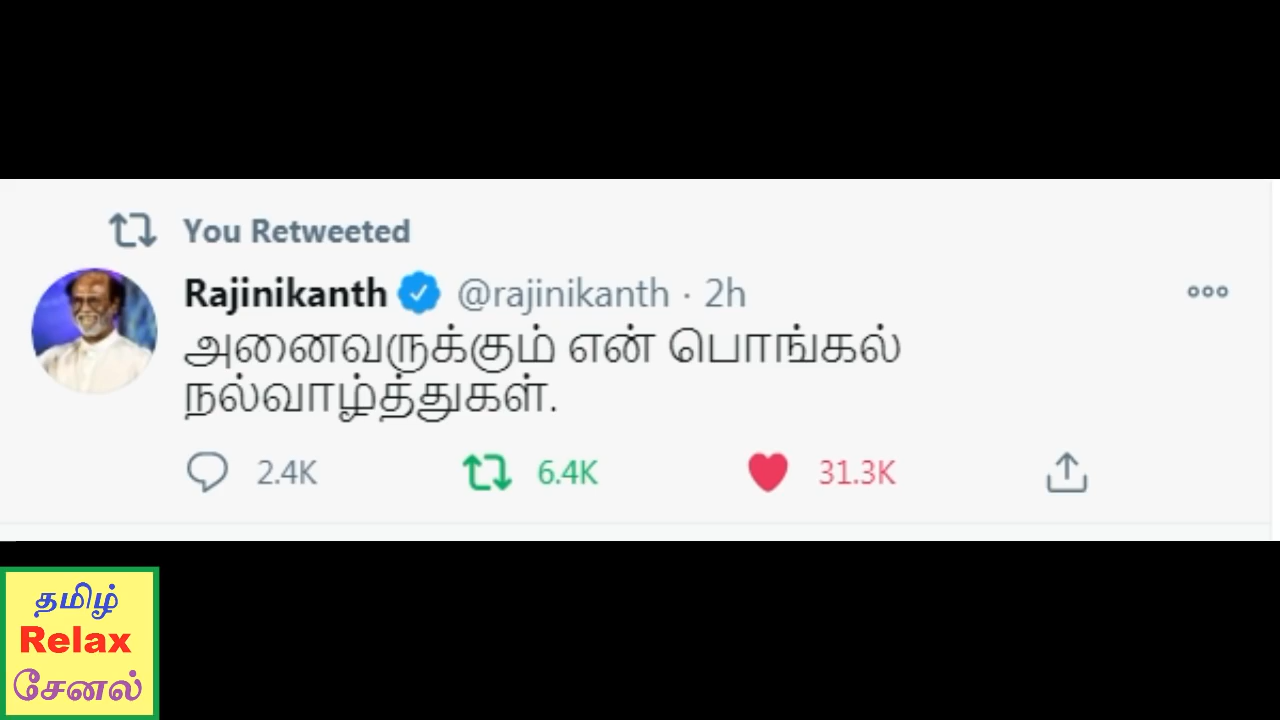 You Retweeted
Rajinikanth @rajinikanth · 2h
அனைவருக்கும் என் பொங்கல்
நல்வாழ்த்துகள்.
2.4K 6.4K 31.3K
தமிழ்
Relax
சேனல்